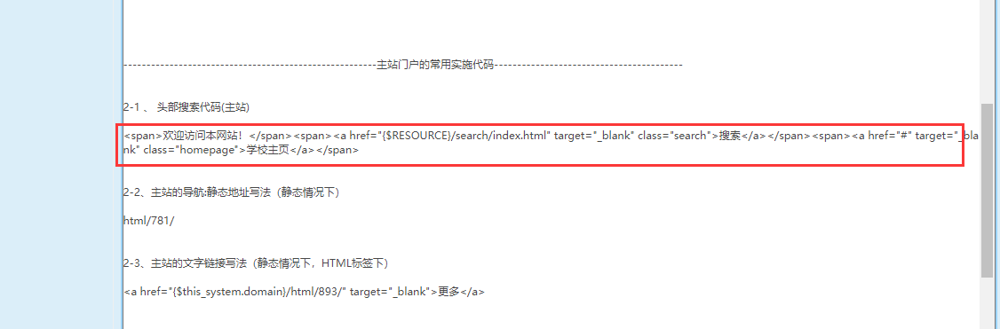 -------------------------------------------------------主站门户的常用实施代码-----------------------------------------
2-1 、 头部搜索代码(主站)
<span>欢迎访问本网站！</span><span><a href="{$RESOURCE}/search/index.html" target="_blank" class="search">搜索</a></span><span><a href="#" target="_bla
nk" class="homepage">学校主页</a></span>
2-2、主站的导航:静态地址写法（静态情况下）
html/781/
2-3、主站的文字链接写法（静态情况下，HTML标签下）
<a href="{$this_system.domain}/html/893/" target="_blank">更多</a>